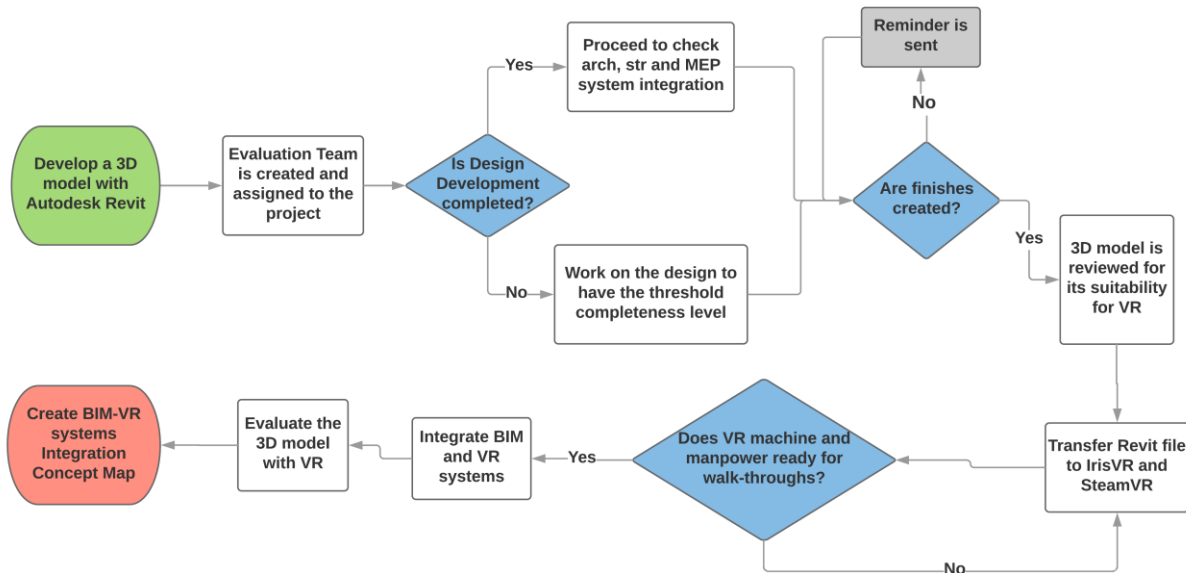 Develop a 3D
model with
Autodesk Revit
Evaluation Team
is created and
assigned to the
project
Is Design
Development
completed?
Yes
Proceed to check
arch, str and MEP
system integration
No
Work on the design to
have the threshold
completeness level
Are finishes
created?
No
Reminder is
sent
Yes
3D model is
reviewed for
its suitability
for VR
Transfer Revit file
to IrisVR and
SteamVR
Does VR machine and
manpower ready for
walk-throughs?
No
Yes
Integrate BIM
and VR
systems
Evaluate the
3D model
with VR
Create BIM-VR
systems
Integration
Concept Map